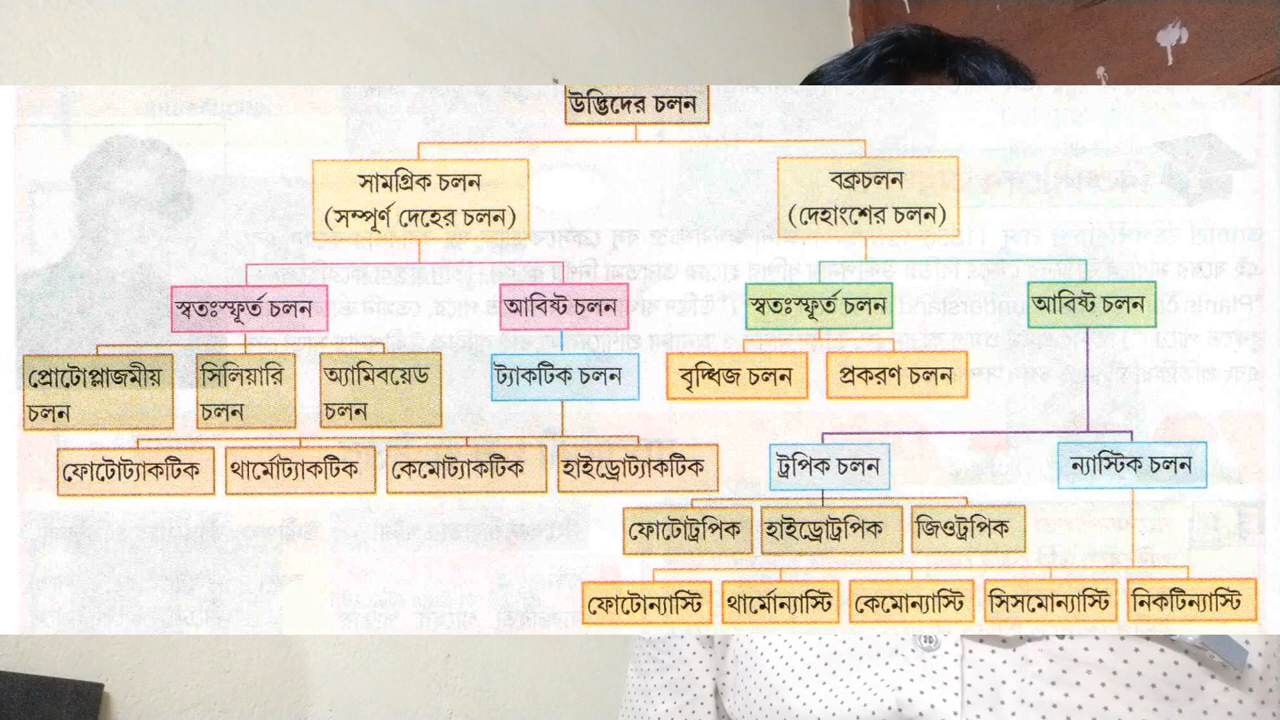 উদ্ভিদের চলন
সামগ্রিক চলন
(সম্পূর্ণ দেহের চলন)
বক্রচলন
(দেহাংশের চলন)
স্বতঃস্ফূর্ত চলন
আবিষ্ট চলন
স্বতঃস্ফূর্ত চলন
আবিষ্ট চলন
প্রোটোপ্লাজমীয়
চলন
সিলিয়ারি
চলন
অ্যামিবয়েড
চলন
ট্যাকটিক চলন
বৃদ্ধিজ চলন
প্রকরণ চলন
ফোটোট্যাকটিক
থার্মোট্যাকটিক
কেমোট্যাকটিক
হাইড্রোট্যাকটিক
ট্রপিক চলন
ন্যাস্টিক চলন
ফোটোট্রপিক
হাইড্রোট্রপিক
জিওট্রপিক
ফোটোন্যাস্টি
থার্মোন্যাস্টি
কেমোন্যাস্টি
সিসমোন্যাস্টি
নিকটিন্যাস্টি